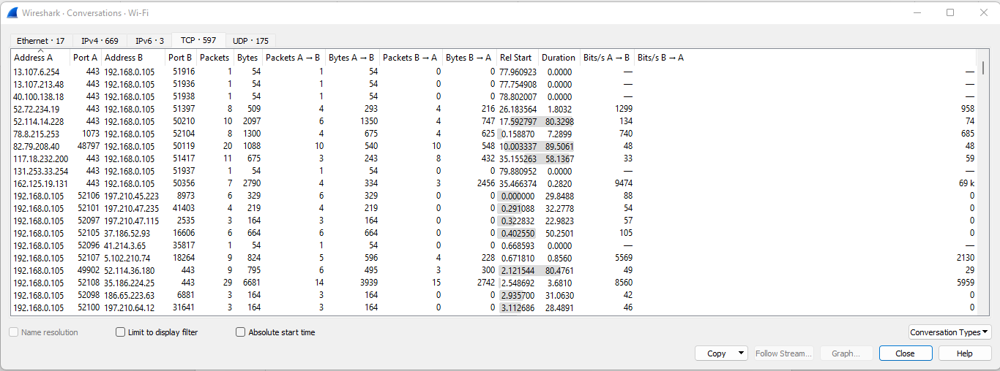 Wireshark · Conversations · Wi-Fi
Ethernet · 17 IPv4 · 669 IPv6 · 3 TCP · 597 UDP · 175
Address A Port A Address B Port B Packets Bytes Packets A → B Bytes A → B Packets B → A Bytes B → A Rel Start Duration Bits/s A → B Bits/s B → A
13.107.6.254 443 192.168.0.105 51916 1 54 1 54 0 0 77.960923 0.0000 — —
13.107.213.48 443 192.168.0.105 51936 1 54 1 54 0 0 77.754908 0.0000 — —
40.100.138.18 443 192.168.0.105 51938 1 54 1 54 0 0 78.802007 0.0000 — —
52.72.234.19 443 192.168.0.105 51397 8 509 4 293 4 216 26.183564 1.8032 1299 958
52.114.14.228 443 192.168.0.105 50210 10 2097 6 1350 4 747 17.592797 80.3298 134 74
78.8.215.253 1073 192.168.0.105 52104 8 1300 4 675 4 625 0.158870 7.2899 740 685
82.79.208.40 48797 192.168.0.105 50119 20 1088 10 540 10 548 10.003337 89.5061 48 48
117.18.232.200 443 192.168.0.105 51417 11 675 3 243 8 432 35.155263 58.1367 33 59
131.253.33.254 443 192.168.0.105 51937 1 54 1 54 0 0 79.880952 0.0000 — —
162.125.19.131 443 192.168.0.105 50356 7 2790 4 334 3 2456 35.466374 0.2820 9474 69 k
192.168.0.105 52106 197.210.45.223 8973 6 329 6 329 0 0 0.000000 29.8488 88 0
192.168.0.105 52101 197.210.47.235 41403 4 219 4 219 0 0 0.291088 32.2778 54 0
192.168.0.105 52097 197.210.47.115 2535 3 164 3 164 0 0 0.322832 22.9823 57 0
192.168.0.105 52105 37.186.52.93 16606 6 664 6 664 0 0 0.402550 50.2501 105 0
192.168.0.105 52096 41.214.3.65 35817 1 54 1 54 0 0 0.668593 0.0000 — —
192.168.0.105 52107 5.102.210.74 18264 9 824 5 596 4 228 0.671810 0.8560 5569 2130
192.168.0.105 49902 52.114.36.180 443 9 795 6 495 3 300 2.121544 80.4761 49 29
192.168.0.105 52108 35.186.224.25 443 29 6681 14 3939 15 2742 2.548692 3.6810 8560 5959
192.168.0.105 52098 186.65.223.63 6881 3 164 3 164 0 0 2.935700 31.0630 42 0
192.168.0.105 52100 197.210.64.12 31641 3 164 3 164 0 0 3.112686 28.4891 46 0
Name resolution Limit to display filter Absolute start time Conversation Types
Copy Follow Stream... Graph... Close Help